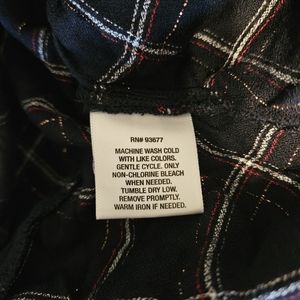 RN# 93677
MACHINE WASH COLD
WITH LIKE COLORS.
GENTLE CYCLE. ONLY
NON-CHLORINE BLEACH
WHEN NEEDED.
TUMBLE DRY LOW.
REMOVE PROMPTLY.
WARM IRON IF NEEDED.